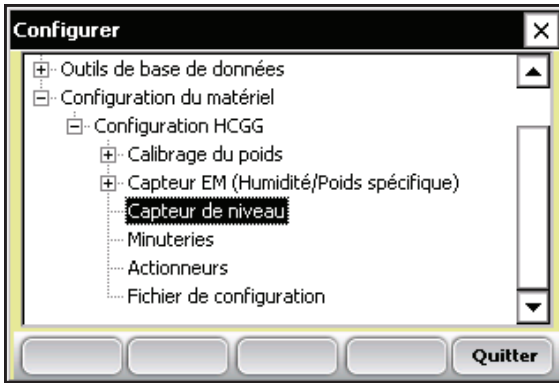 Configurer
Outils de base de données
Configuration du matériel
Configuration HCGG
Calibrage du poids
Capteur EM (Humidité/Poids spécifique)
Capteur de niveau
Minuteries
Actionneurs
Fichier de configuration
Quitter